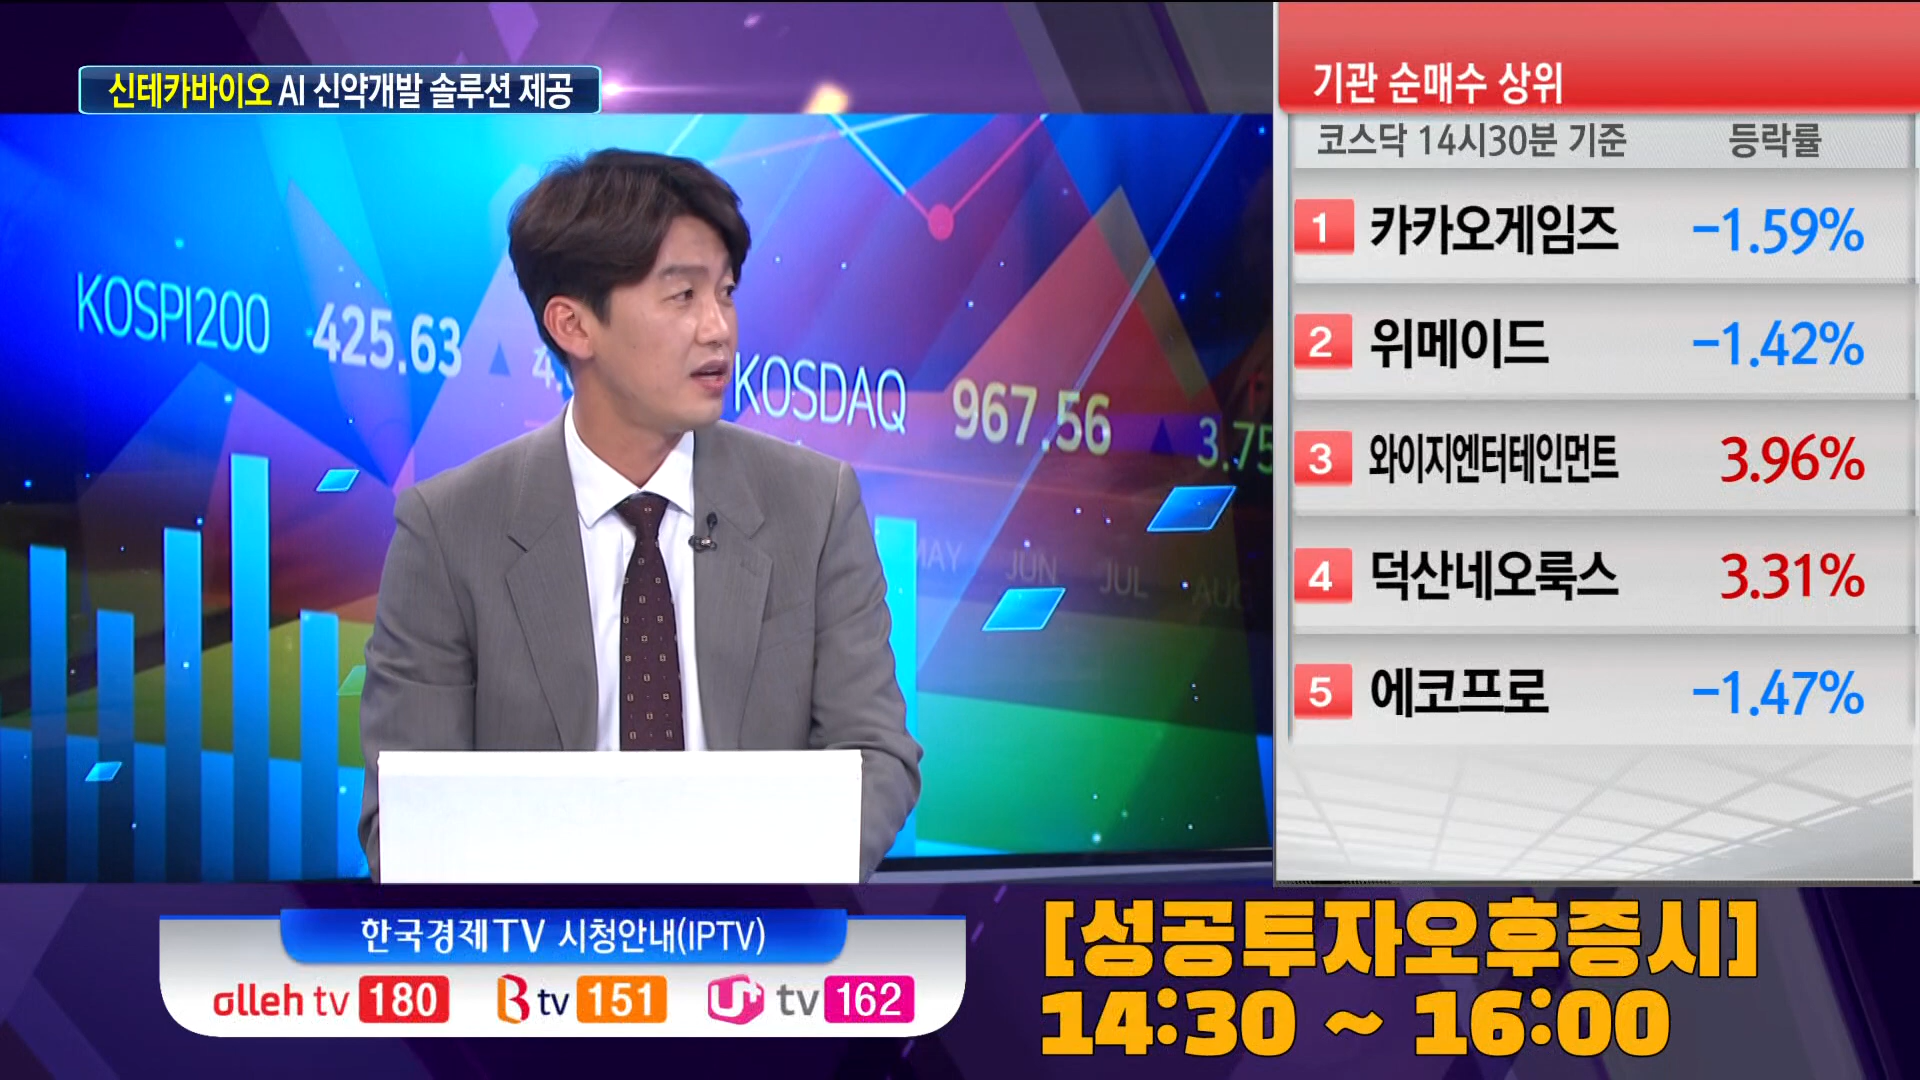 신테카바이오 AI 신약개발 솔루션 제공
KOSPI200 425.63
KOSDAQ 967.56 3.75
MAY JUN JUL AUG
기관 순매수 상위
코스닥 14시30분 기준 등락률
1 카카오게임즈 -1.59%
2 위메이드 -1.42%
3 와이지엔터테인먼트 3.96%
4 덕산네오룩스 3.31%
5 에코프로 -1.47%
한국경제TV 시청안내(IPTV)
olleh tv 180 B tv 151 U+ tv 162
[성공투자오후증시]
14:30 ~ 16:00